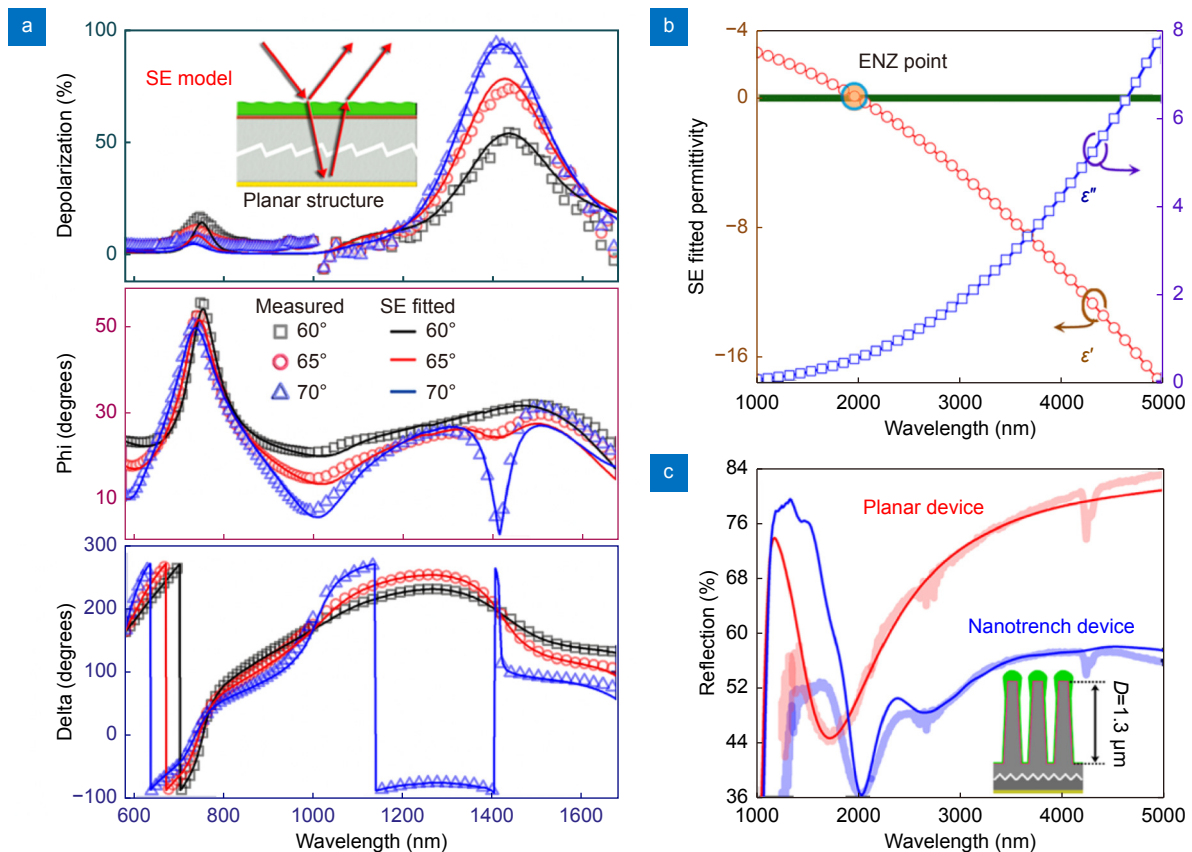 a
100
50
0
Depolarization (%)
SE model
Planar structure
50
30
10
Phi (degrees)
Measured SE fitted
60° 60°
65° 65°
70° 70°
300
200
100
0
−100
Delta (degrees)
600 800 1000 1200 1400 1600
Wavelength (nm)
b
−4
0
−8
−16
SE fitted permittivity
ENZ point
ε″
ε′
8
6
4
2
0
1000 2000 3000 4000 5000
Wavelength (nm)
c
84
76
68
60
52
44
36
Reflection (%)
Planar device
Nanotrench device
D=1.3 μm
1000 2000 3000 4000 5000
Wavelength (nm)